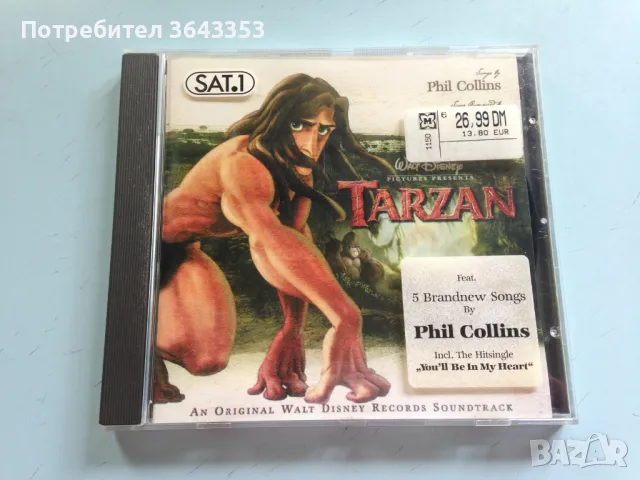 Потребител 3643353
SAT.1
Songs by
Phil Collins
6
1150
26.99 DM
13.80 EUR
WALT DISNEY
PICTURES PRESENTS
TARZAN
Feat.
5 Brandnew Songs
By
Phil Collins
Incl. The Hitsingle
„You'll Be In My Heart“
AN ORIGINAL WALT DISNEY RECORDS SOUNDTRACK
BAZAR